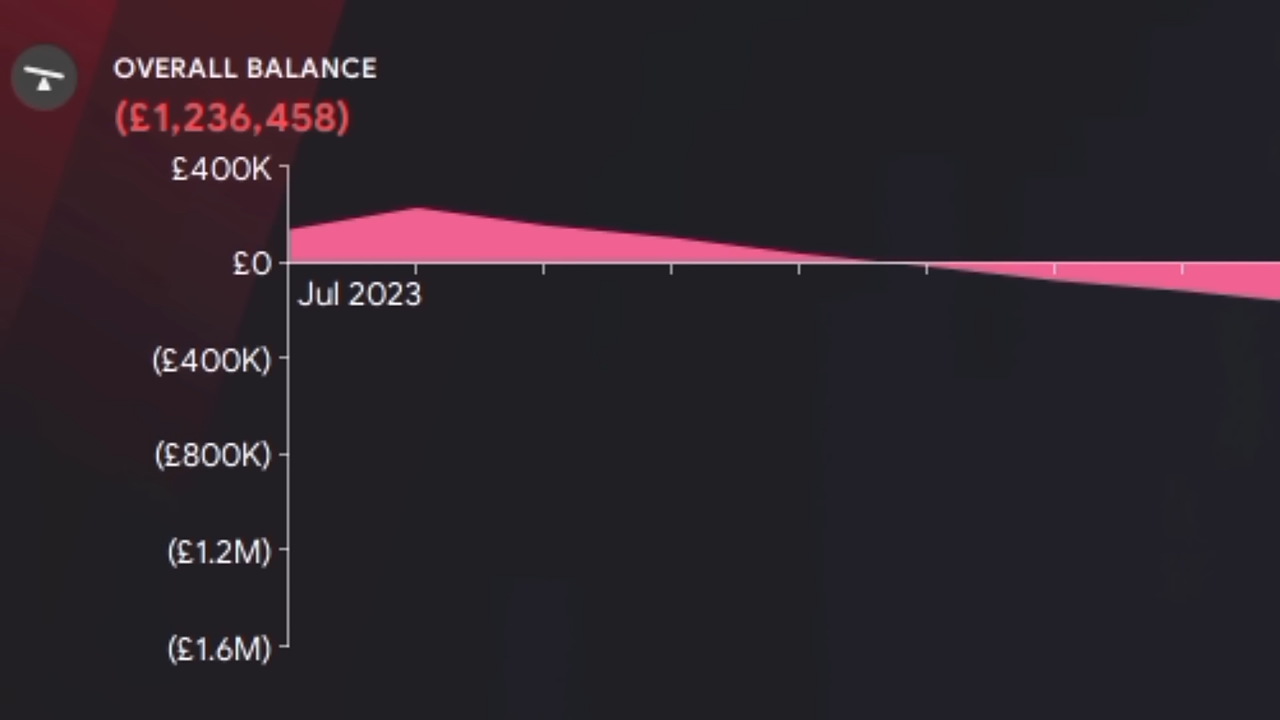 OVERALL BALANCE
(£1,236,458)
£400K
£0
Jul 2023
(£400K)
(£800K)
(£1.2M)
(£1.6M)